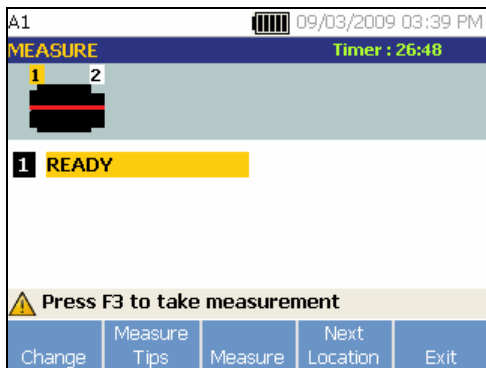 A1 09/03/2009 03:39 PM
MEASURE Timer : 26:48
1 2
1 READY
Press F3 to take measurement
Change Measure Tips Measure Next Location Exit